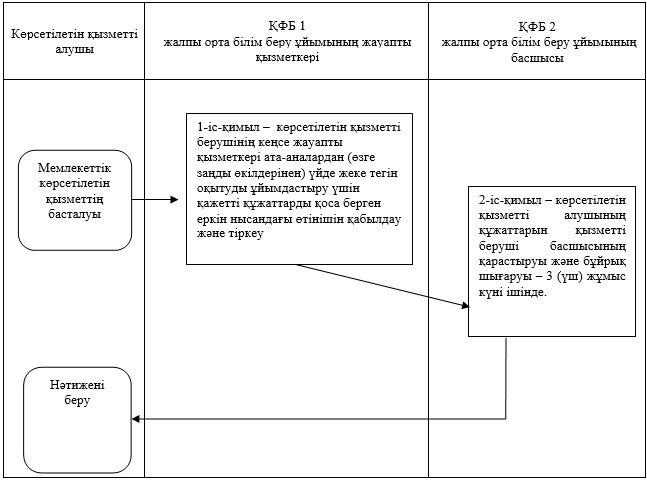 Көрсетілетін қызметті
алушы
ҚФБ 1
жалпы орта білім беру ұйымының жауапты
қызметкері
ҚФБ 2
жалпы орта білім беру ұйымының
басшысы
Мемлекеттік
көрсетілетін
қызметтің
басталуы
1-іс-қимыл – көрсетілетін қызметті
берушінің кеңсе жауапты
қызметкері ата-аналардан (өзге
заңды өкілдерінен) үйде жеке тегін
оқытуды ұйымдастыру үшін
қажетті құжаттарды қоса берген
еркін нысандағы өтінішін қабылдау
және тіркеу
2-іс-қимыл – көрсетілетін
қызметті алушының
құжаттарын қызметті
беруші басшысының
қарастыруы және бұйрық
шығаруы – 3 (үш) жұмыс
күні ішінде.
Нәтижені
беру